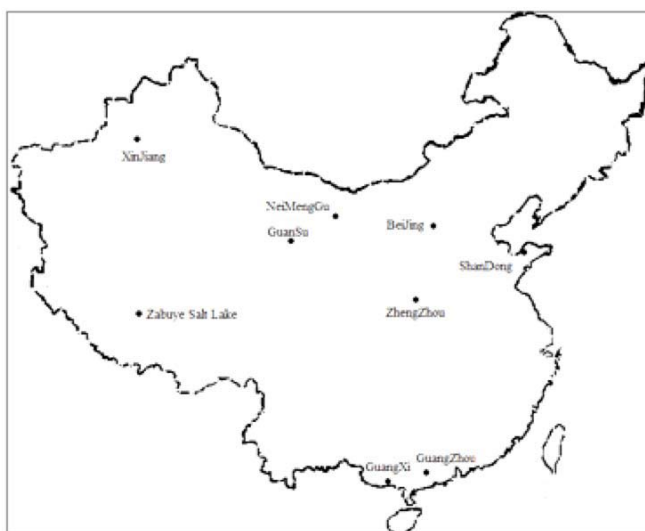 XinJiang
NeiMengGu
BeiJing
GuanSu
ShanDong
Zabuye Salt Lake
ZhengZhou
GuangZhou
GuangXi